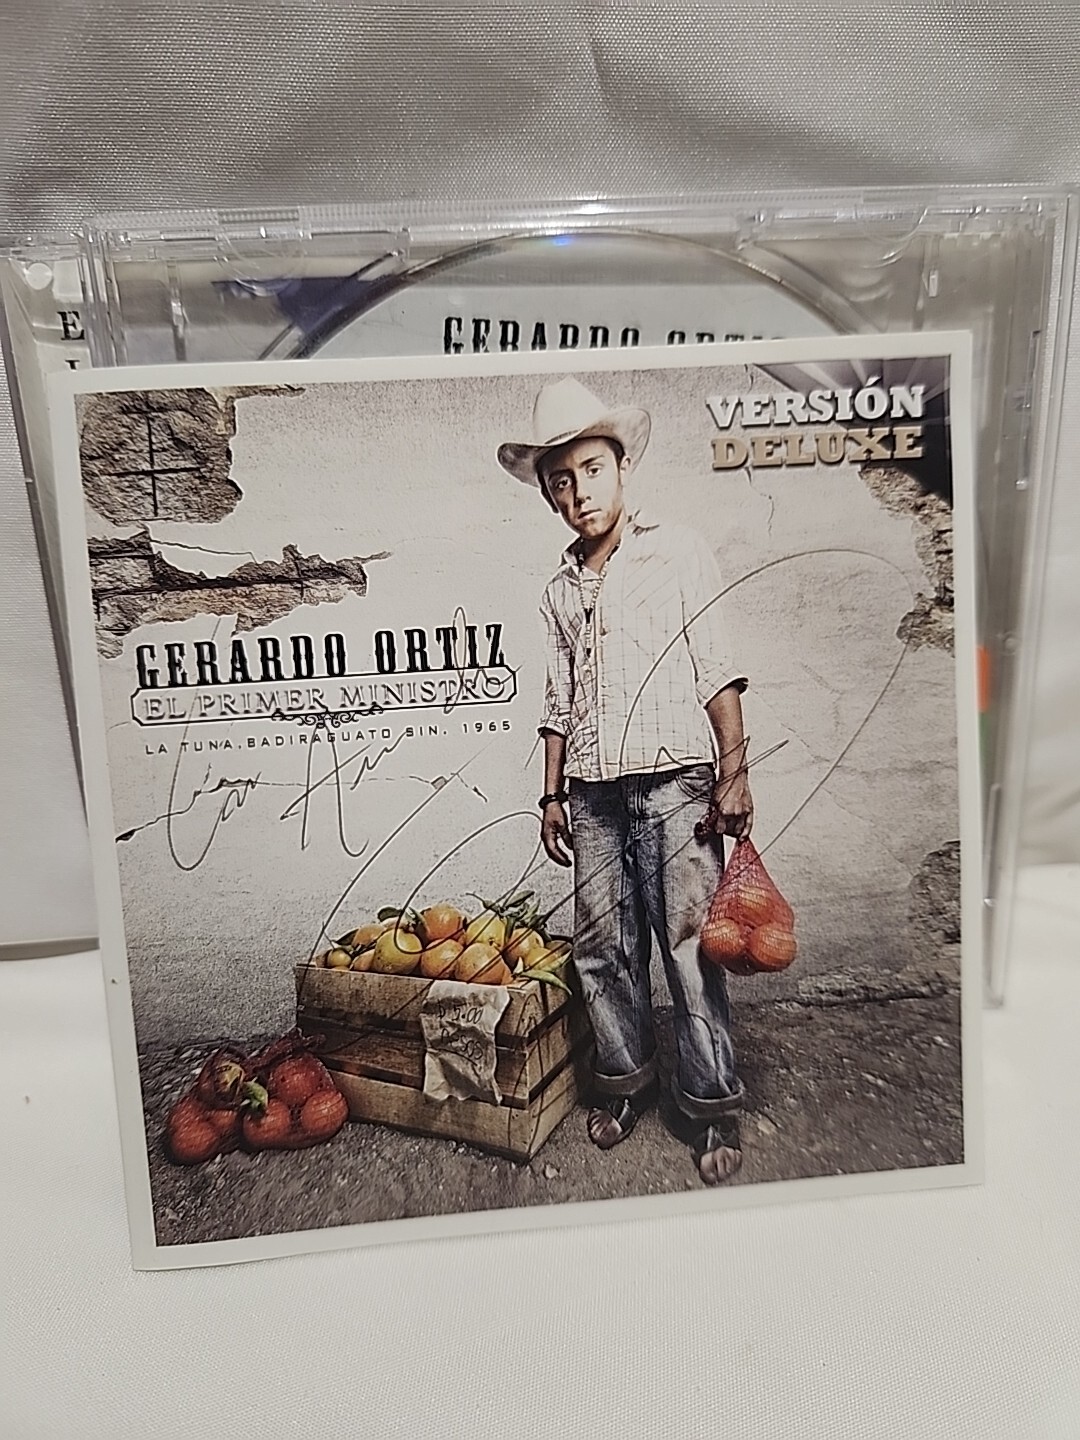 GERARDO ORTIZ
VERSIÓN
DELUXE
GERARDO ORTIZ
EL PRIMER MINISTRO
LA TUNA, BADIRAGUATO SIN. 1965